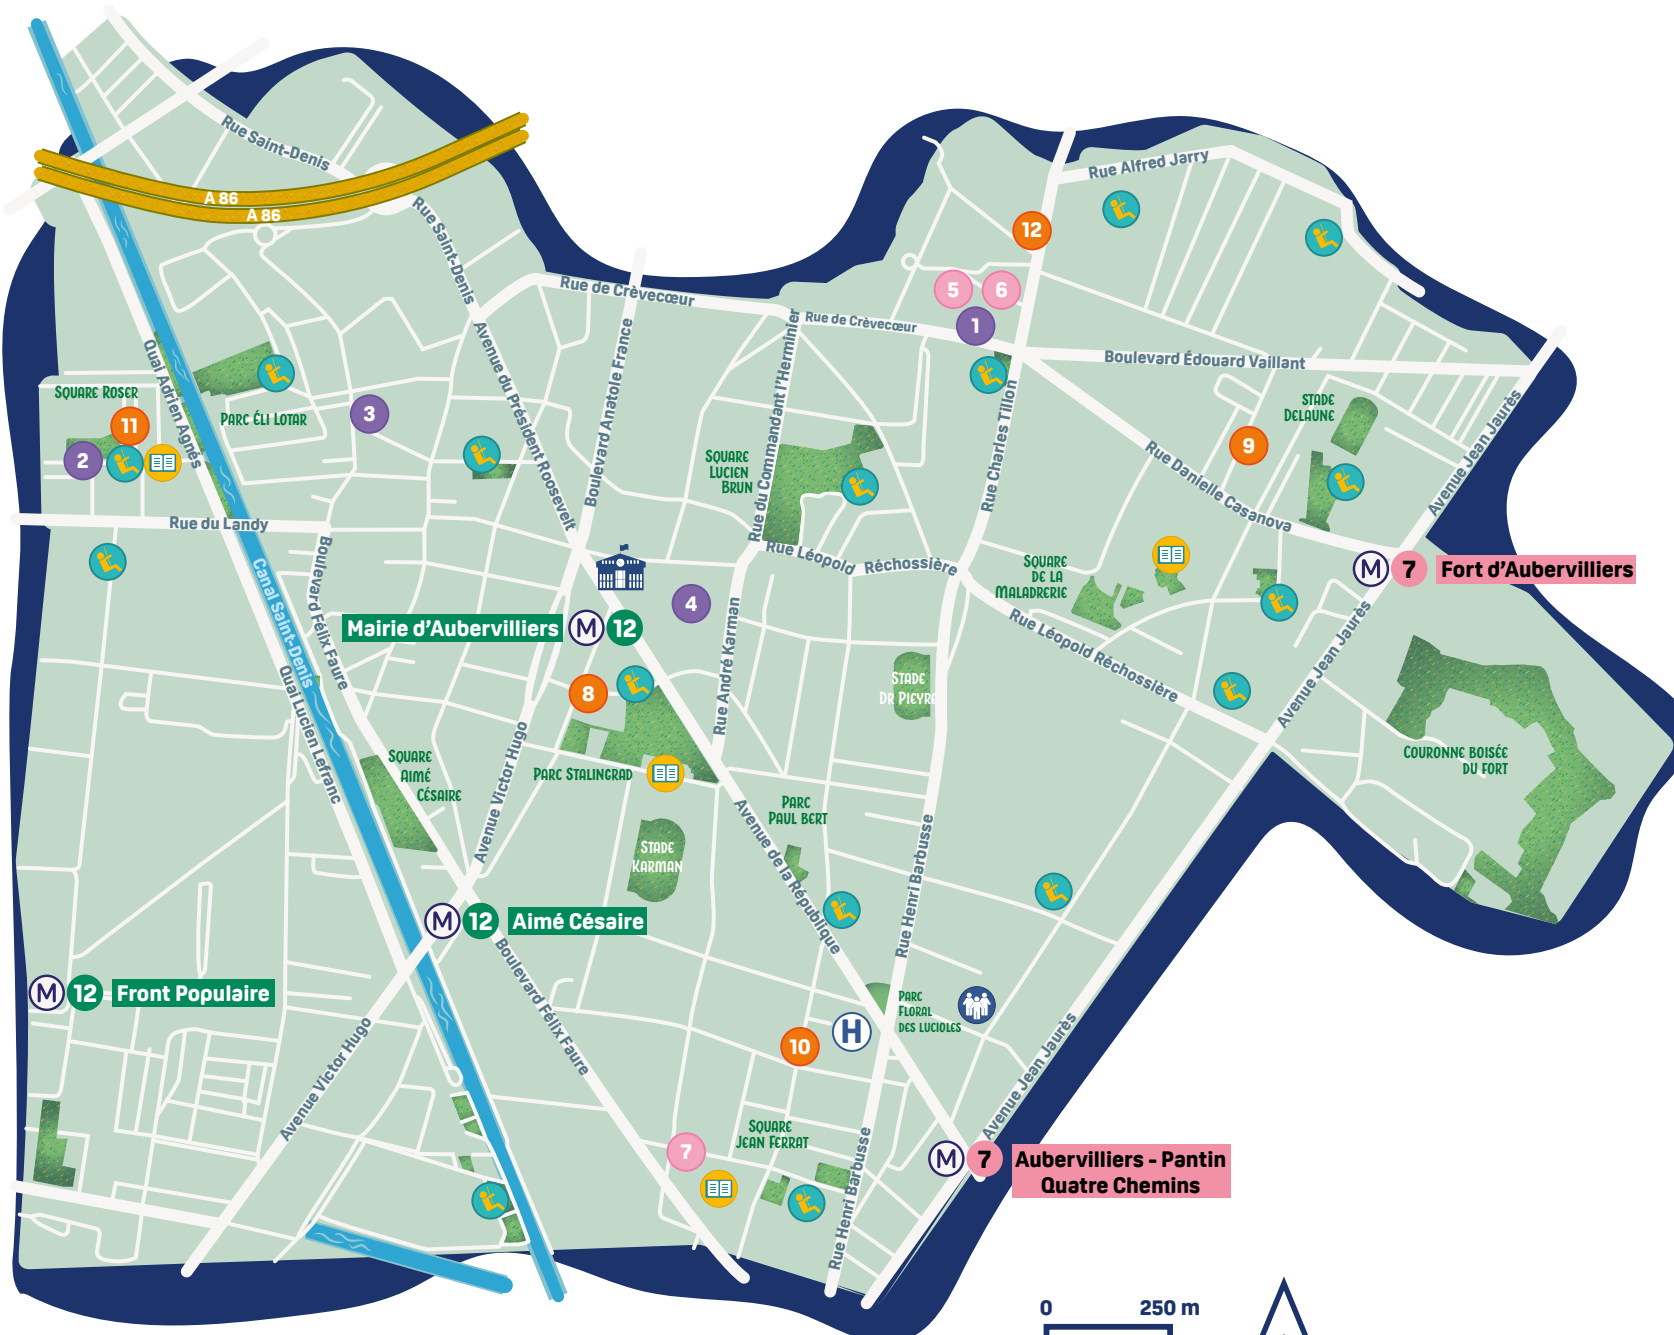 Rue Saint-Denis
A 86
A 86
Rue Saint-Denis
Rue Alfred Jarry
12
Rue de Crèvecœur
Rue de Crèvecœur
5
6
1
Boulevard Édouard Vaillant
Quai Adrien Agnès
Avenue du Président Roosevelt
Boulevard Anatole France
Rue du Commandant l'Herminier
Rue Charles Tillon
SQUARE ROSER
11
2
PARC ÉLI LOTAR
3
STADE
DELAUNE
9
Avenue Jean Jaurès
SQUARE
LUCIEN
BRUN
Rue Danielle Casanova
Rue du Landy
Canal Saint-Denis
Boulevard Félix Faure
Rue Léopold Réchossière
SQUARE
DE LA
MALADRERIE
M 7 Fort d'Aubervilliers
4
Mairie d'Aubervilliers M 12
Rue André Karman
Rue Léopold Réchossière
Avenue Jean Jaurès
8
STADE
DR PIEYRE
Quai Lucien Lefranc
SQUARE
AIMÉ
CÉSAIRE
Avenue Victor Hugo
PARC STALINGRAD
COURONNE BOISÉE
DU FORT
PARC
PAUL BERT
STADE
KARMAN
Avenue de la République
Rue Henri Barbusse
M 12 Aimé Césaire
Boulevard Félix Faure
M 12 Front Populaire
PARC
FLORAL
DES LUCIOLES
H
10
Avenue Victor Hugo
Avenue Jean Jaurès
7
SQUARE
JEAN FERRAT
Rue Henri Barbusse
M 7 Aubervilliers - Pantin
Quatre Chemins
0 250 m